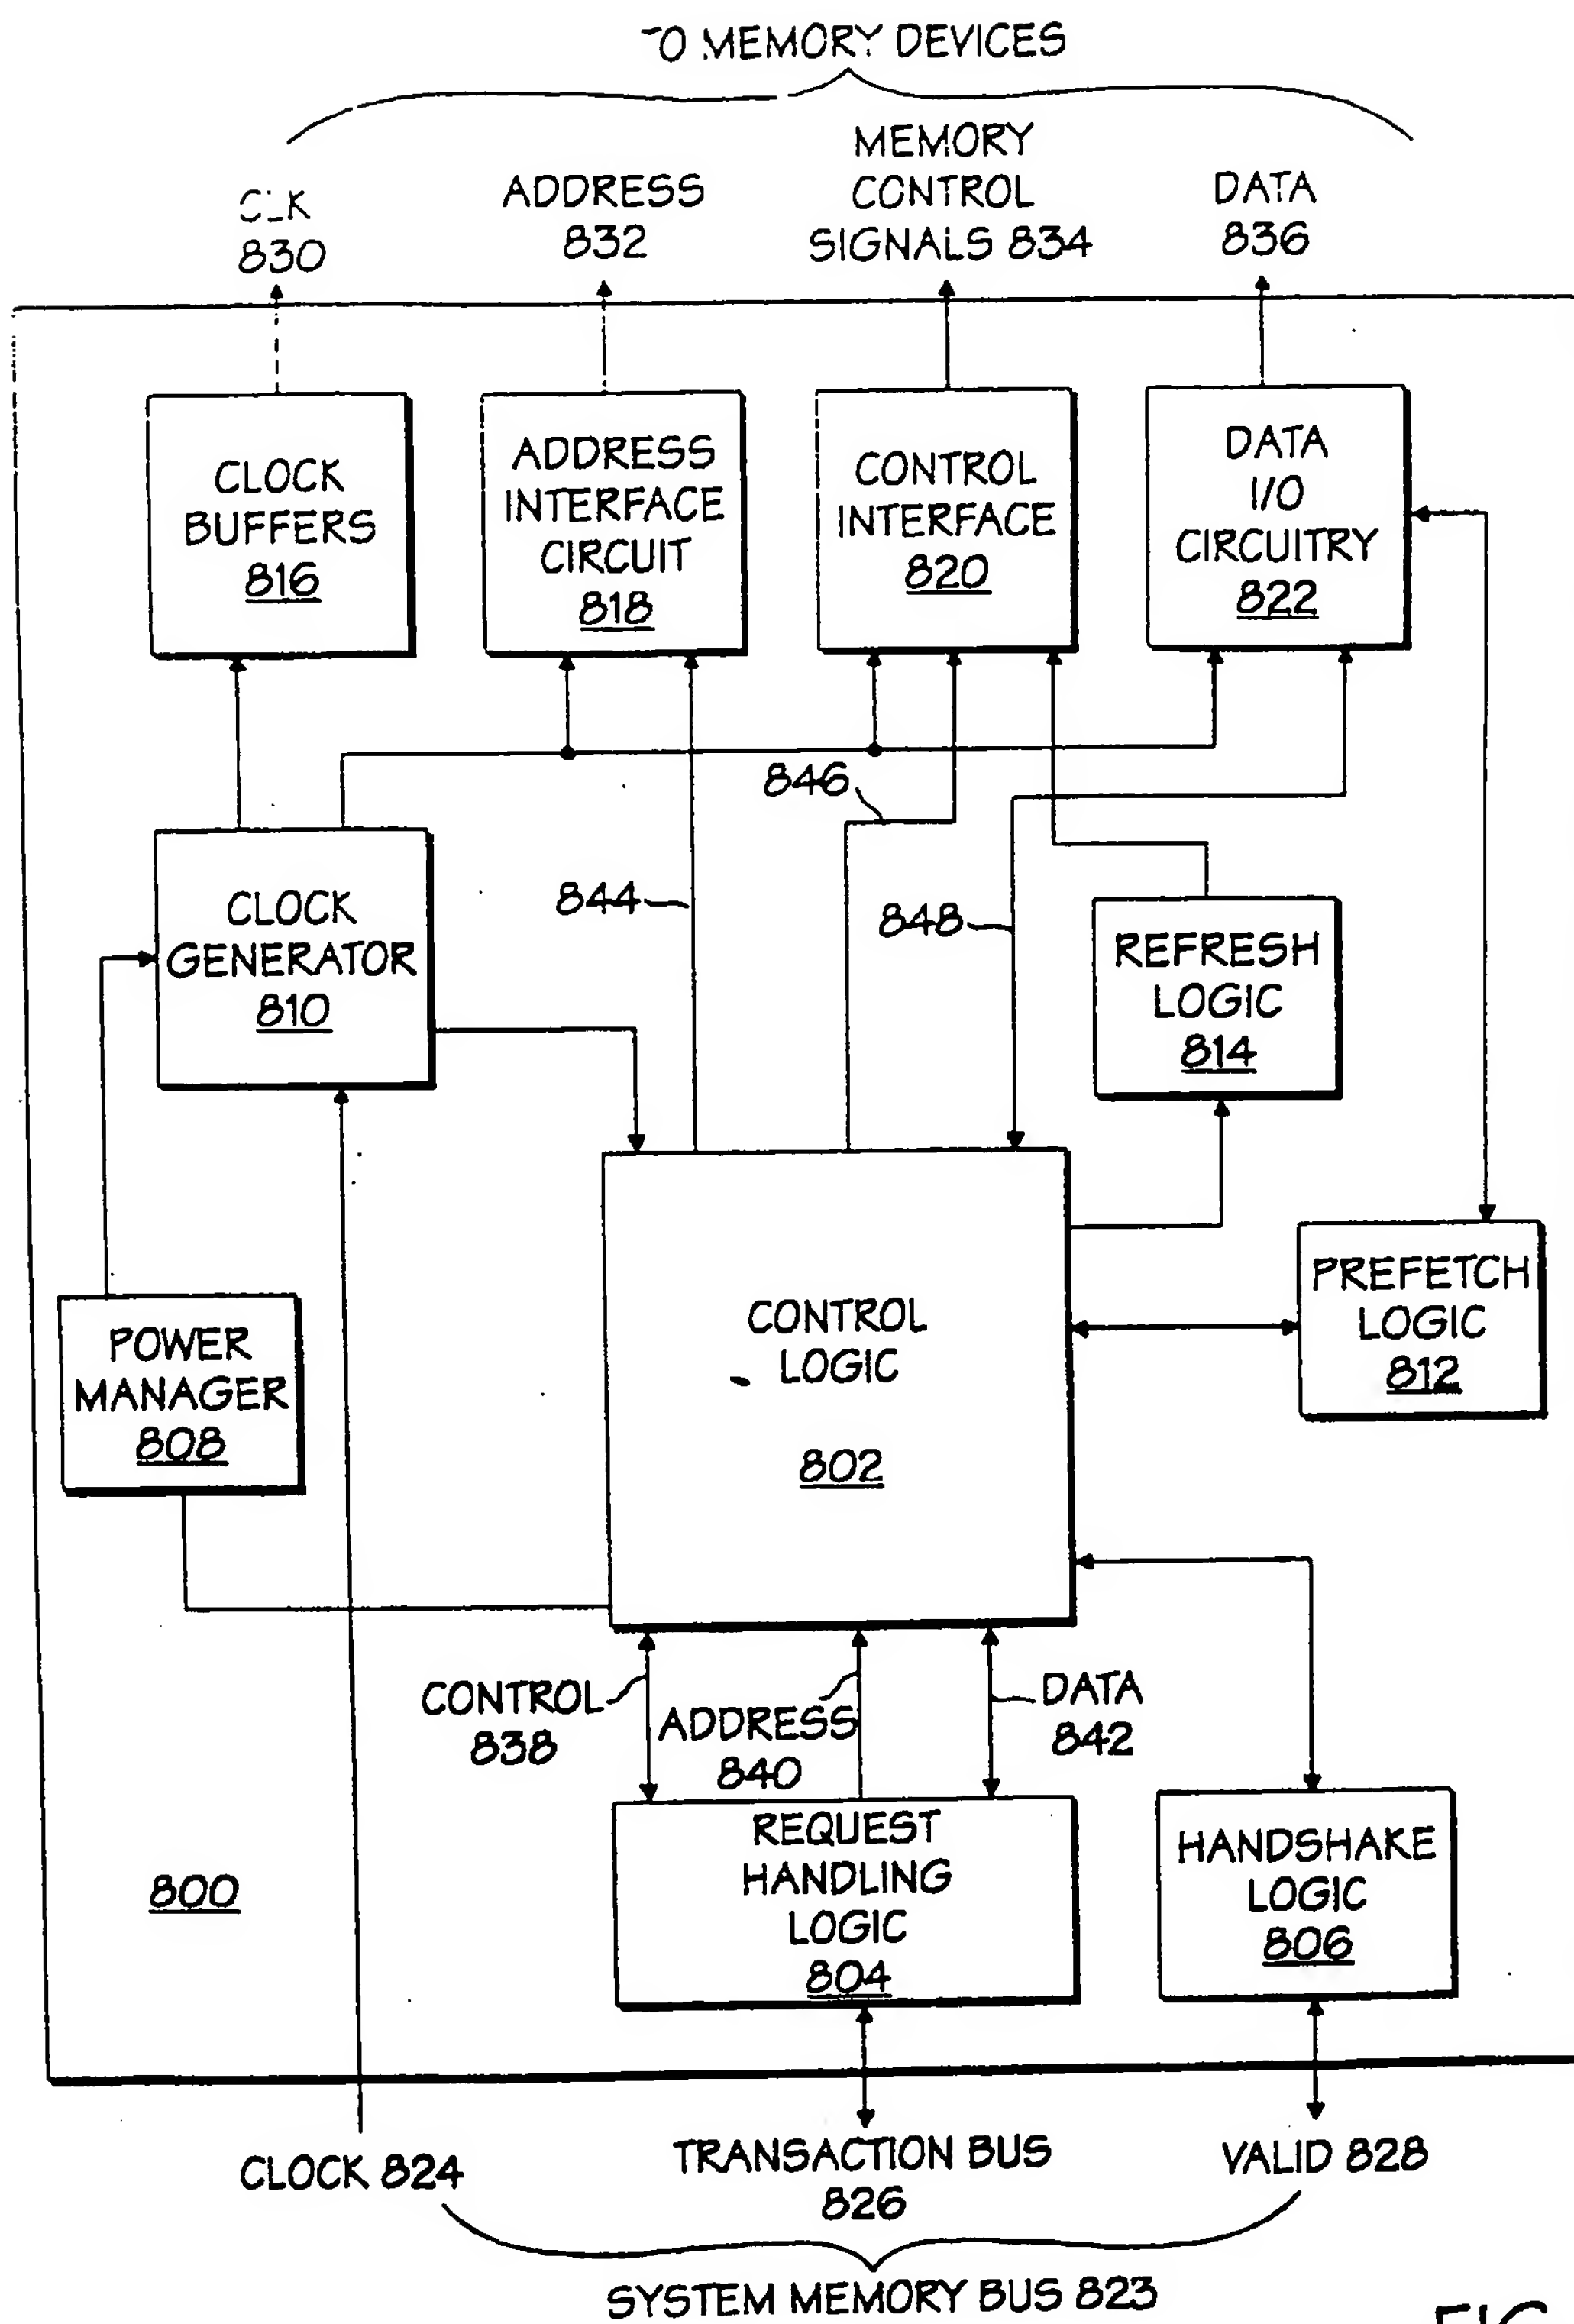 TO MEMORY DEVICES
CLK
830
ADDRESS
832
MEMORY
CONTROL
SIGNALS 834
DATA
836
CLOCK
BUFFERS
816
ADDRESS
INTERFACE
CIRCUIT
818
CONTROL
INTERFACE
820
DATA
I/O
CIRCUITRY
822
846
844
848
CLOCK
GENERATOR
810
REFRESH
LOGIC
814
POWER
MANAGER
808
CONTROL
LOGIC
802
PREFETCH
LOGIC
812
CONTROL
838
ADDRESS
840
DATA
842
REQUEST
HANDLING
LOGIC
804
HANDSHAKE
LOGIC
806
800
CLOCK 824
TRANSACTION BUS
826
VALID 828
SYSTEM MEMORY BUS 823